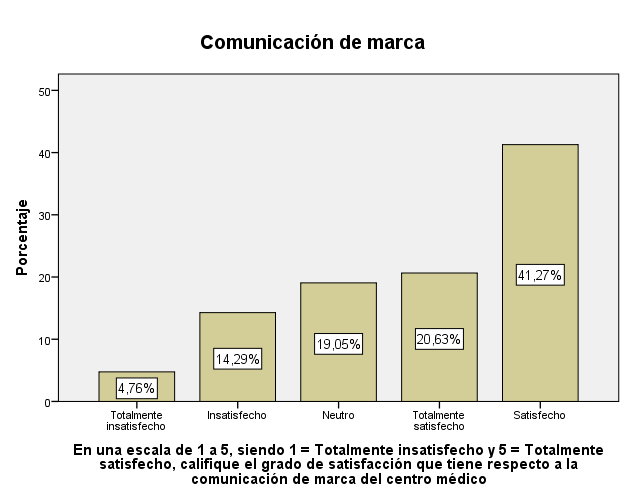 Comunicación de marca
Porcentaje
50
40
30
20
10
0
4,76%
14,29%
19,05%
20,63%
41,27%
Totalmente
insatisfecho
Insatisfecho
Neutro
Totalmente
satisfecho
Satisfecho
En una escala de 1 a 5, siendo 1 = Totalmente insatisfecho y 5 = Totalmente
satisfecho, califique el grado de satisfacción que tiene respecto a la
comunicación de marca del centro médico